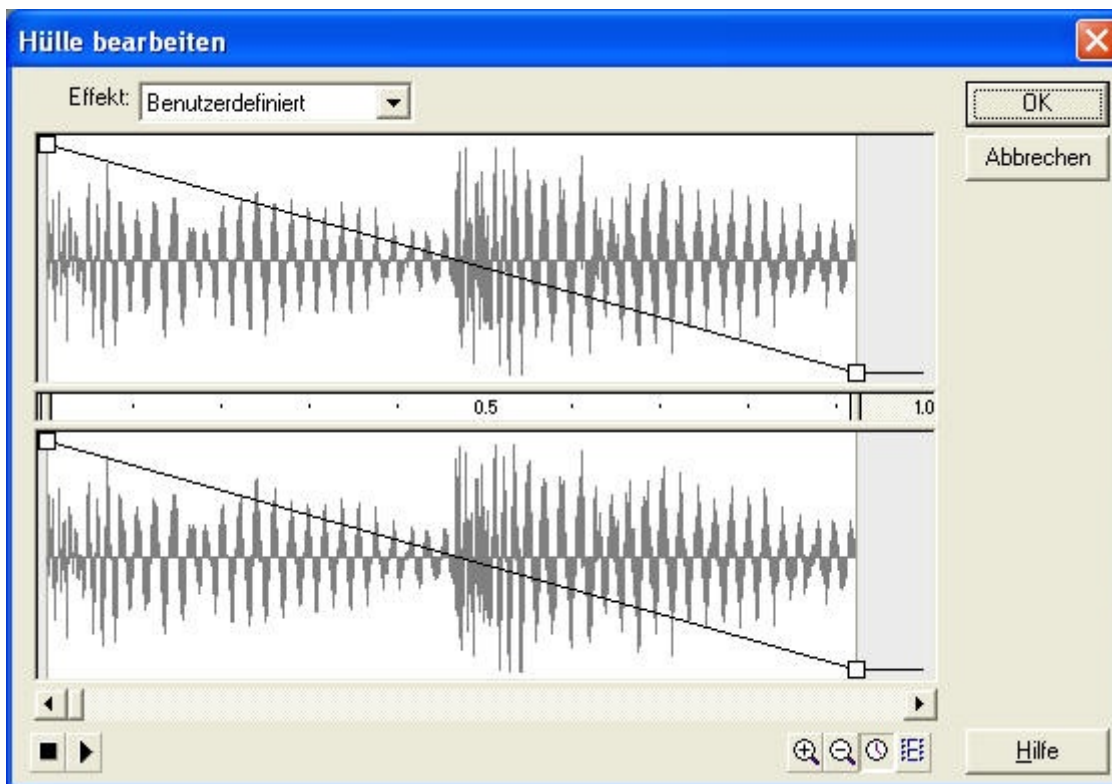 Hülle bearbeiten
Effekt: Benutzerdefiniert
OK
Abbrechen
0.5 1.0
Hilfe